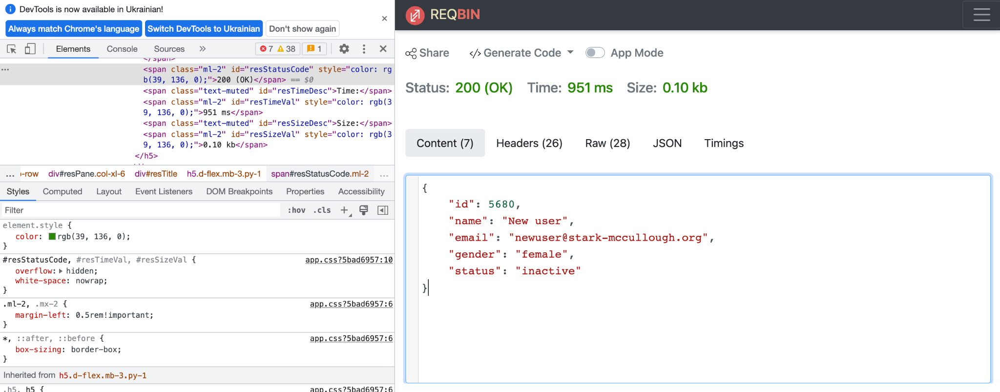 DevTools is now available in Ukrainian!
Always match Chrome's language
Switch DevTools to Ukrainian
Don't show again
Elements
Console
Sources
7
38
1
</span>
<span class="ml-2" id="resStatusCode" style="color: rg
b(39, 136, 0);">200 (OK)</span> == $0
<span class="text-muted" id="resTimeDesc">Time:</span>
<span class="ml-2" id="resTimeVal" style="color: rgb(3
9, 136, 0);">951 ms</span>
<span class="text-muted" id="resSizeDesc">Size:</span>
<span class="ml-2" id="resSizeVal" style="color: rgb(3
9, 136, 0);">0.10 kb</span>
</h5>
... -row div#resPane.col-xl-6 div#resTitle h5.d-flex.mb-3.py-1 span#resStatusCode.ml-2 ...
Styles
Computed
Layout
Event Listeners
DOM Breakpoints
Properties
Accessibility
Filter
:hov .cls
element.style {
color: rgb(39, 136, 0);
}
#resStatusCode, #resTimeVal, #resSizeVal {
app.css?5bad6957:10
overflow: hidden;
white-space: nowrap;
}
.ml-2, .mx-2 {
app.css?5bad6957:6
margin-left: 0.5rem!important;
}
*, ::after, ::before {
app.css?5bad6957:6
box-sizing: border-box;
}
Inherited from h5.d-flex.mb-3.py-1
.h5, h5 {
app.css?5bad6957:6
REQBIN
Share
</> Generate Code
App Mode
Status: 200 (OK) Time: 951 ms Size: 0.10 kb
Content (7)
Headers (26)
Raw (28)
JSON
Timings
{
"id": 5680,
"name": "New user",
"email": "newuser@stark-mccullough.org",
"gender": "female",
"status": "inactive"
}